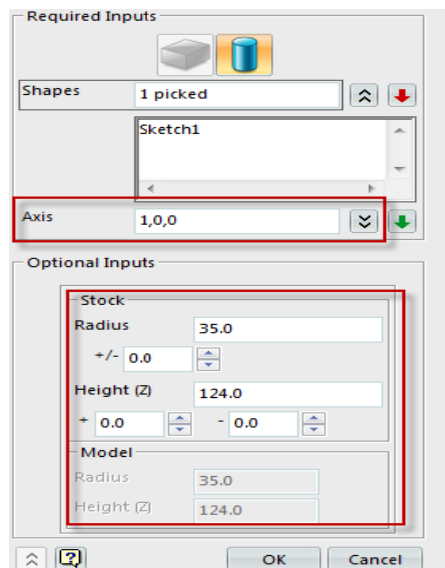 Required Inputs
Shapes 1 picked
Sketch1
Axis 1,0,0
Optional Inputs
Stock
Radius 35.0
+/- 0.0
Height (Z) 124.0
+ 0.0 - 0.0
Model
Radius 35.0
Height (Z) 124.0
? OK Cancel